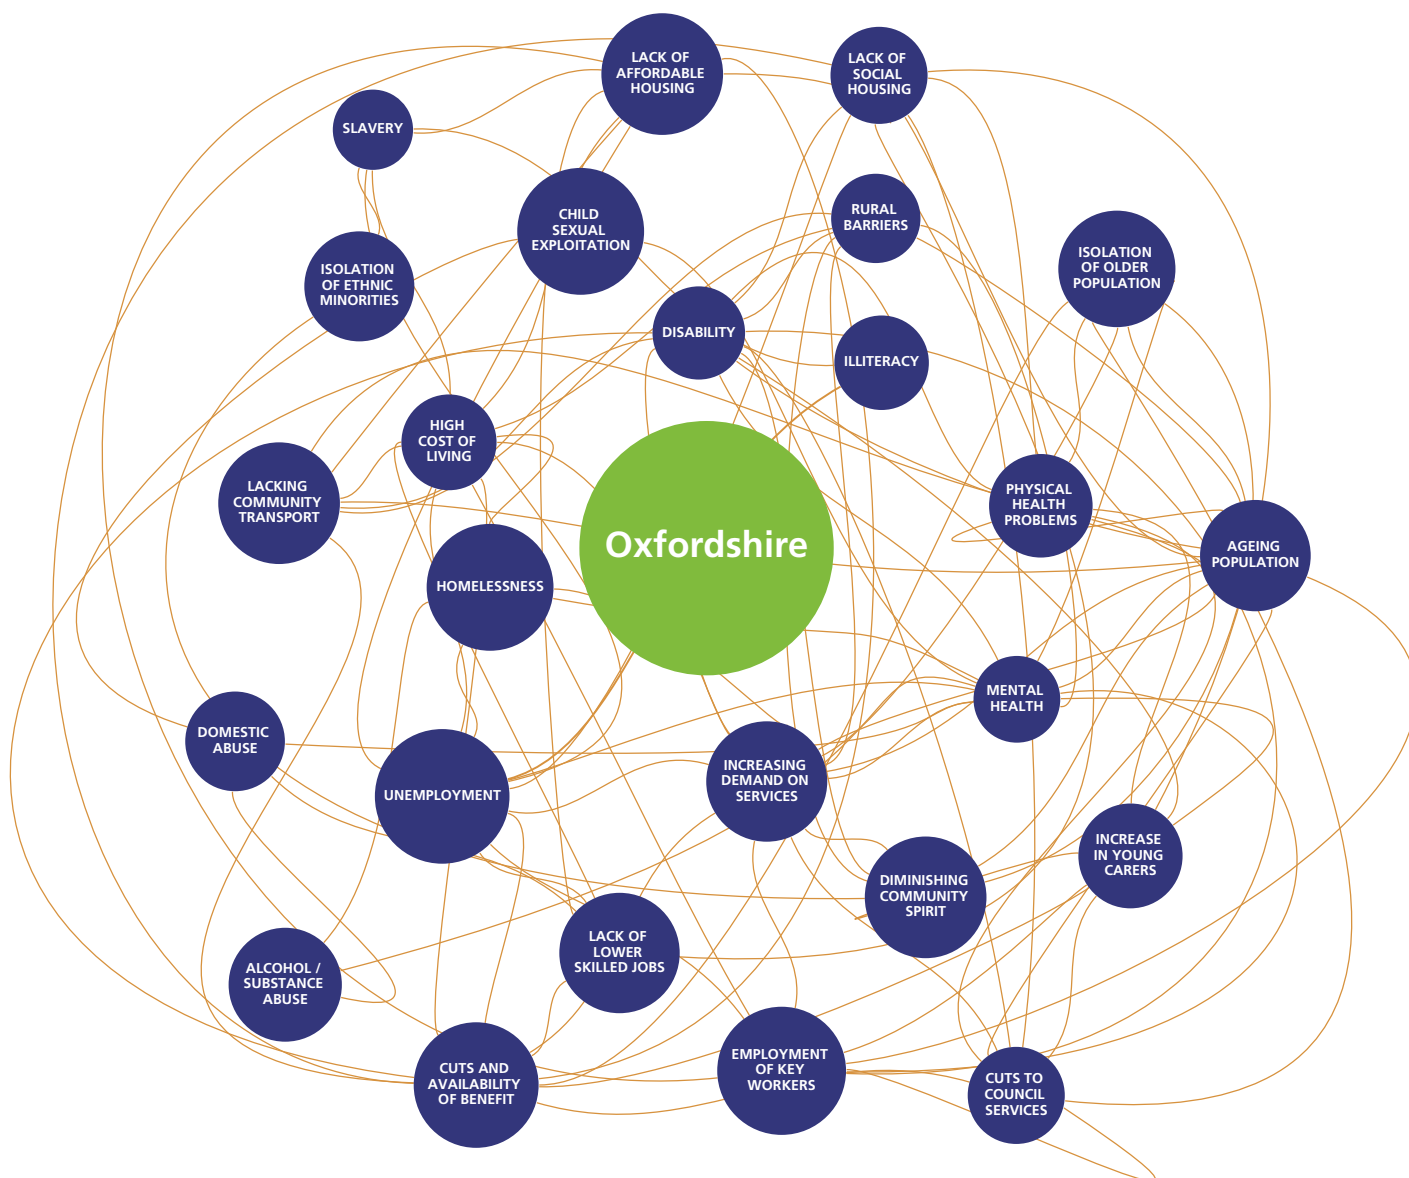 LACK OF
AFFORDABLE
HOUSING
LACK OF
SOCIAL
HOUSING
SLAVERY
CHILD
SEXUAL
EXPLOITATION
RURAL
BARRIERS
ISOLATION
OF OLDER
POPULATION
ISOLATION
OF ETHNIC
MINORITIES
DISABILITY
ILLITERACY
HIGH
COST OF
LIVING
LACKING
COMMUNITY
TRANSPORT
PHYSICAL
HEALTH
PROBLEMS
Oxfordshire
AGEING
POPULATION
HOMELESSNESS
MENTAL
HEALTH
DOMESTIC
ABUSE
INCREASING
DEMAND ON
SERVICES
UNEMPLOYMENT
INCREASE
IN YOUNG
CARERS
DIMINISHING
COMMUNITY
SPIRIT
LACK OF
LOWER
SKILLED JOBS
ALCOHOL /
SUBSTANCE
ABUSE
EMPLOYMENT
OF KEY
WORKERS
CUTS AND
AVAILABILITY
OF BENEFIT
CUTS TO
COUNCIL
SERVICES